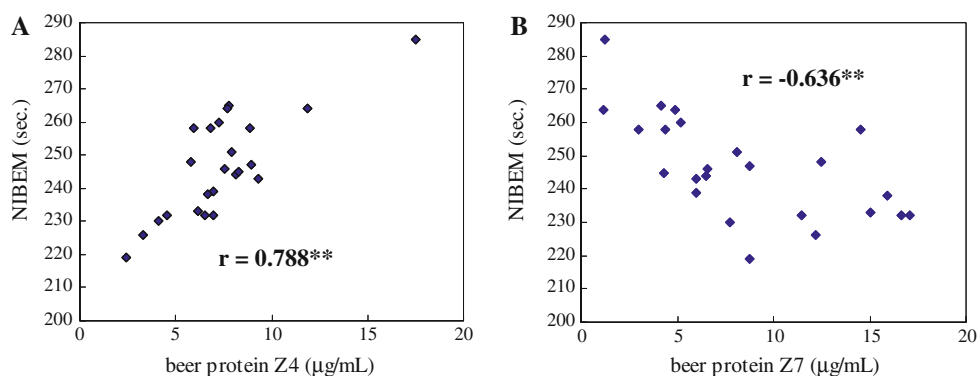 A
290
280
270
260
250
240
230
220
210
200
NIBEM (sec.)
r = 0.788**
0 5 10 15 20
beer protein Z4 (μg/mL)
B
290
280
270
260
250
240
230
220
210
200
NIBEM (sec.)
r = -0.636**
0 5 10 15 20
beer protein Z7 (μg/mL)